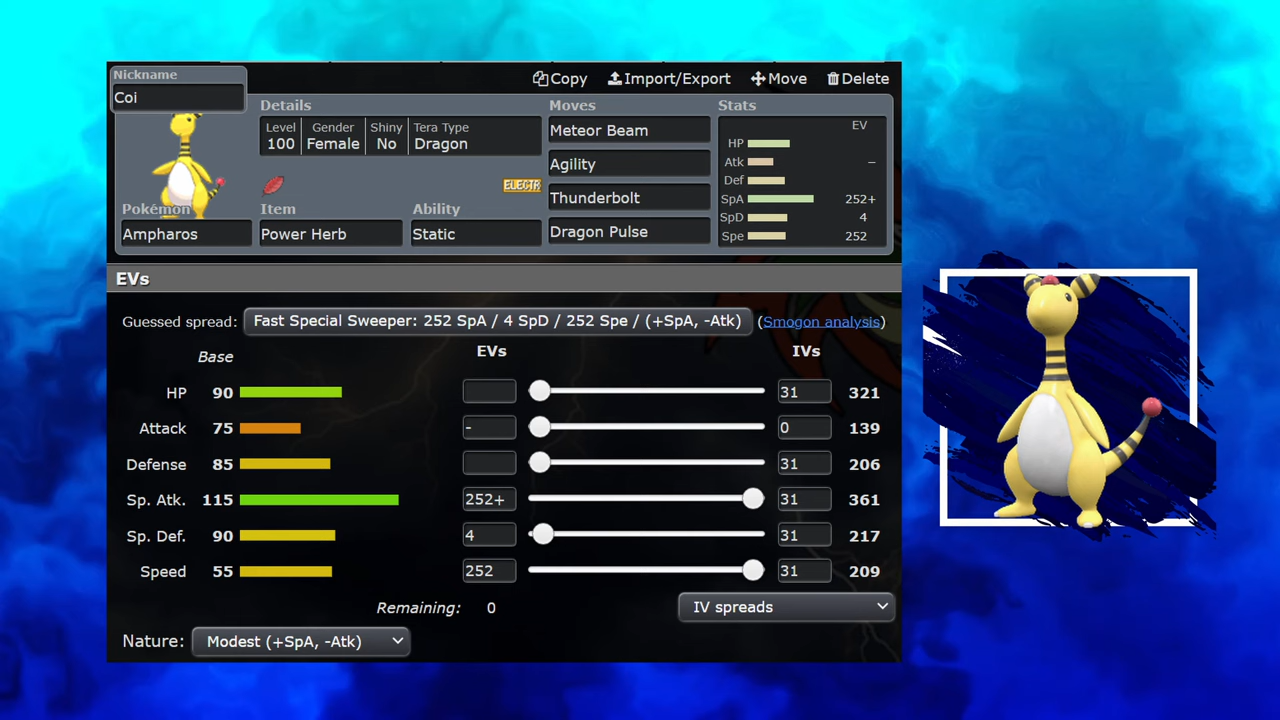 Nickname
Coi
Copy Import/Export Move Delete
Details
Level Gender Shiny Tera Type
100 Female No Dragon
ELECTR
Pokémon Item Ability
Ampharos Power Herb Static
Moves
Meteor Beam
Agility
Thunderbolt
Dragon Pulse
Stats
EV
HP
Atk –
Def
SpA 252+
SpD 4
Spe 252
EVs
Guessed spread: Fast Special Sweeper: 252 SpA / 4 SpD / 252 Spe / (+SpA, -Atk) (Smogon analysis)
Base EVs IVs
HP 90 31 321
Attack 75 - 0 139
Defense 85 31 206
Sp. Atk. 115 252+ 31 361
Sp. Def. 90 4 31 217
Speed 55 252 31 209
Remaining: 0 IV spreads
Nature: Modest (+SpA, -Atk)